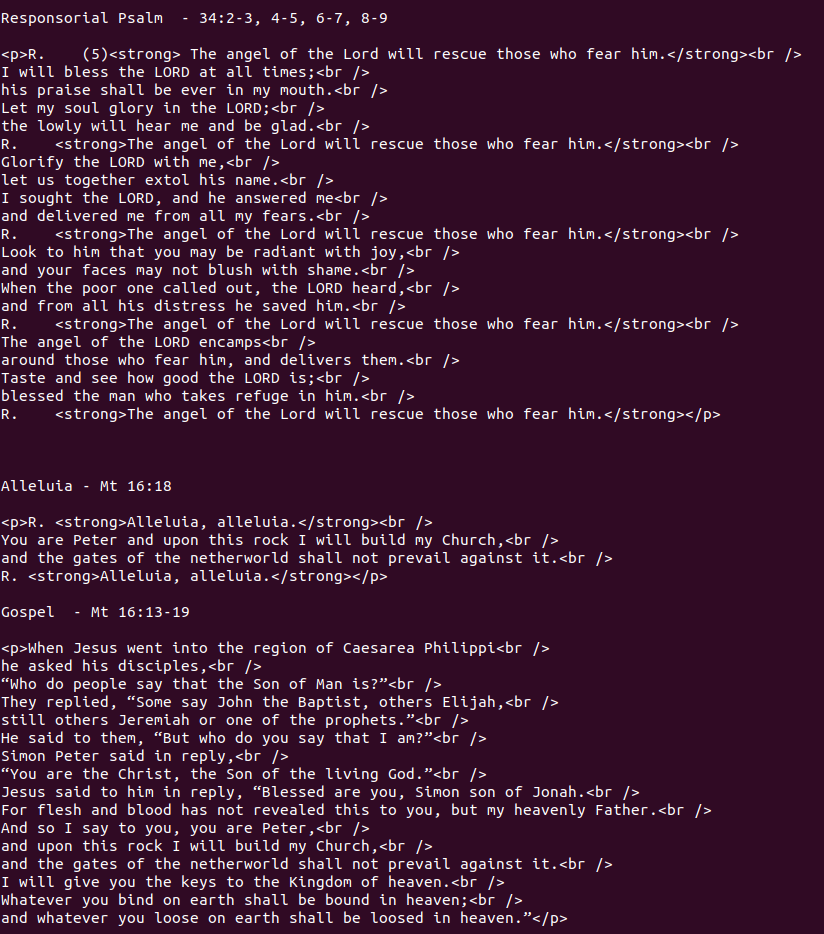 Responsorial Psalm  - 34:2-3, 4-5, 6-7, 8-9
<p>R.    (5)<strong> The angel of the Lord will rescue those who fear him.</strong><br />
I will bless the LORD at all times;<br />
his praise shall be ever in my mouth.<br />
Let my soul glory in the LORD;<br />
the lowly will hear me and be glad.<br />
R.    <strong>The angel of the Lord will rescue those who fear him.</strong><br />
Glorify the LORD with me,<br />
let us together extol his name.<br />
I sought the LORD, and he answered me<br />
and delivered me from all my fears.<br />
R.    <strong>The angel of the Lord will rescue those who fear him.</strong><br />
Look to him that you may be radiant with joy,<br />
and your faces may not blush with shame.<br />
When the poor one called out, the LORD heard,<br />
and from all his distress he saved him.<br />
R.    <strong>The angel of the Lord will rescue those who fear him.</strong><br />
The angel of the LORD encamps<br />
around those who fear him, and delivers them.<br />
Taste and see how good the LORD is;<br />
blessed the man who takes refuge in him.<br />
R.    <strong>The angel of the Lord will rescue those who fear him.</strong></p>
Alleluia - Mt 16:18
<p>R. <strong>Alleluia, alleluia.</strong><br />
You are Peter and upon this rock I will build my Church,<br />
and the gates of the netherworld shall not prevail against it.<br />
R. <strong>Alleluia, alleluia.</strong></p>
Gospel  - Mt 16:13-19
<p>When Jesus went into the region of Caesarea Philippi<br />
he asked his disciples,<br />
“Who do people say that the Son of Man is?”<br />
They replied, “Some say John the Baptist, others Elijah,<br />
still others Jeremiah or one of the prophets.”<br />
He said to them, “But who do you say that I am?”<br />
Simon Peter said in reply,<br />
“You are the Christ, the Son of the living God.”<br />
Jesus said to him in reply, “Blessed are you, Simon son of Jonah.<br />
For flesh and blood has not revealed this to you, but my heavenly Father.<br />
And so I say to you, you are Peter,<br />
and upon this rock I will build my Church,<br />
and the gates of the netherworld shall not prevail against it.<br />
I will give you the keys to the Kingdom of heaven.<br />
Whatever you bind on earth shall be bound in heaven;<br />
and whatever you loose on earth shall be loosed in heaven.”</p>